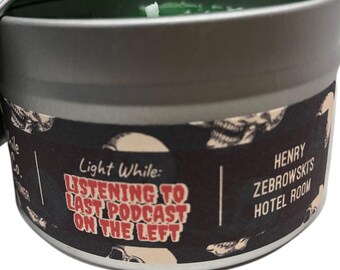 Light While:
LISTENING TO
LAST PODCAST
ON THE LEFT
HENRY
ZEBROWSKI'S
HOTEL ROOM